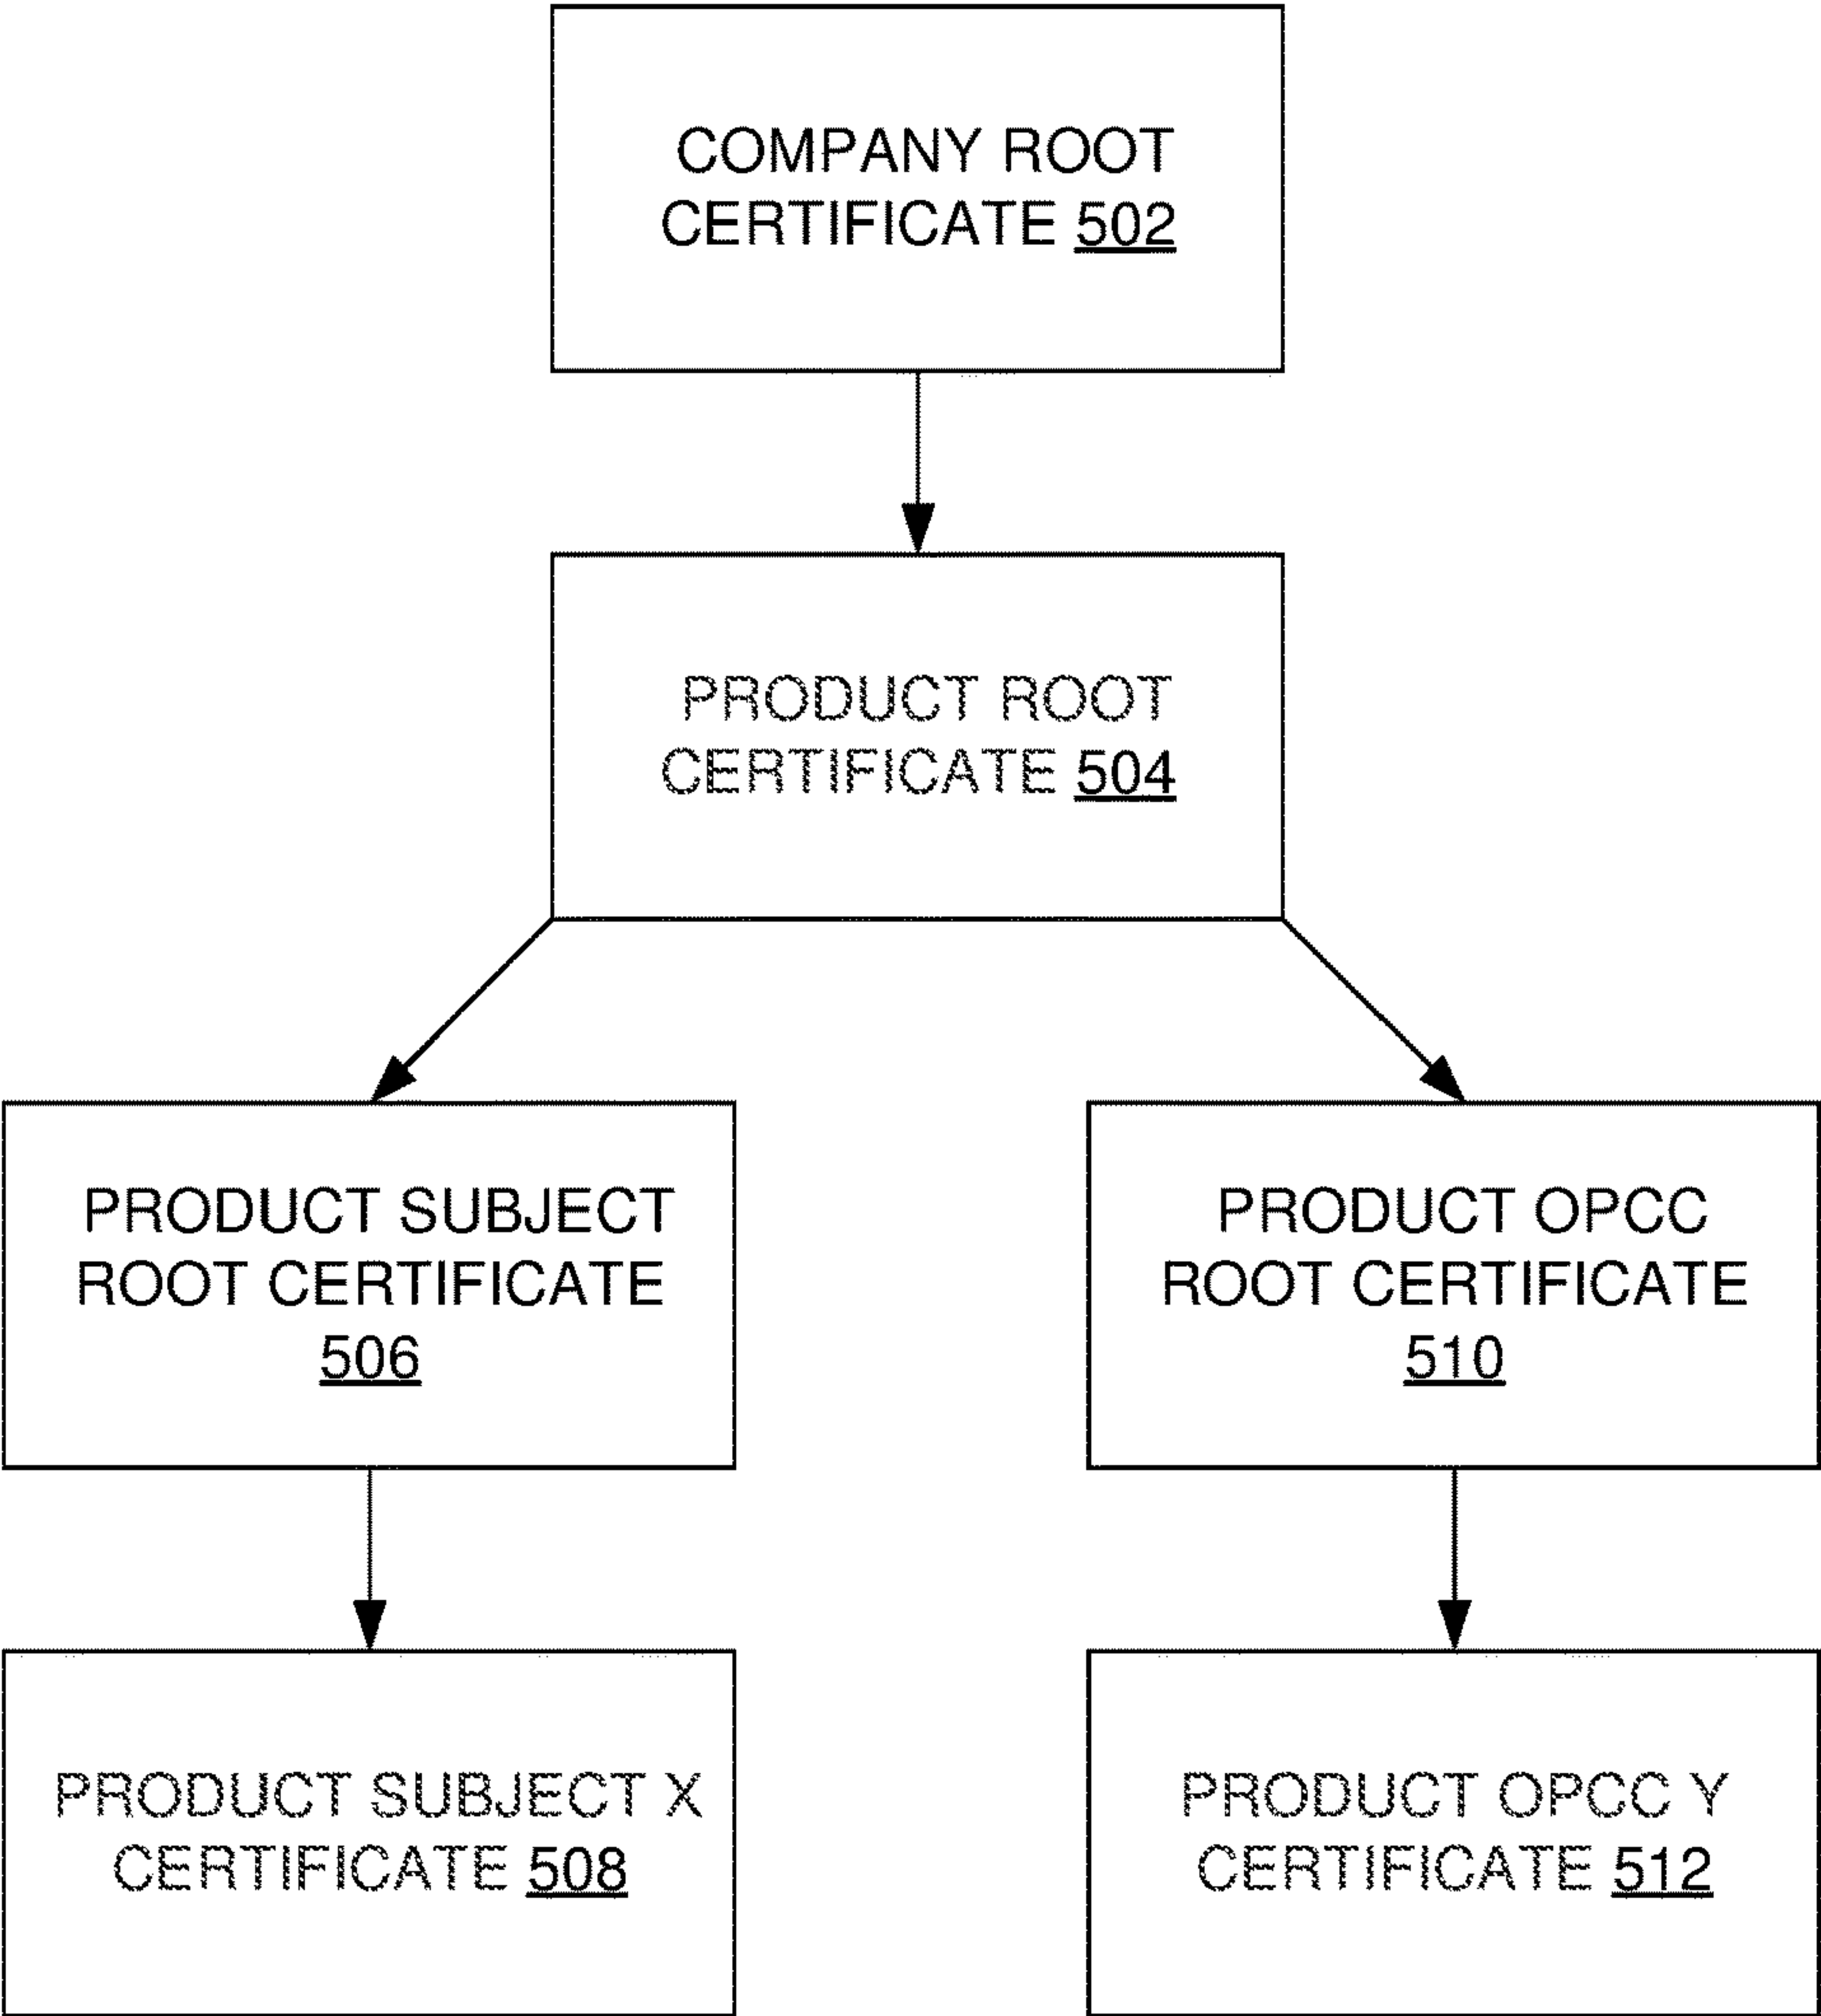 COMPANY ROOT
CERTIFICATE 502
PRODUCT ROOT
CERTIFICATE 504
PRODUCT SUBJECT
ROOT CERTIFICATE
506
PRODUCT OPCC
ROOT CERTIFICATE
510
PRODUCT SUBJECT X
CERTIFICATE 508
PRODUCT OPCC Y
CERTIFICATE 512